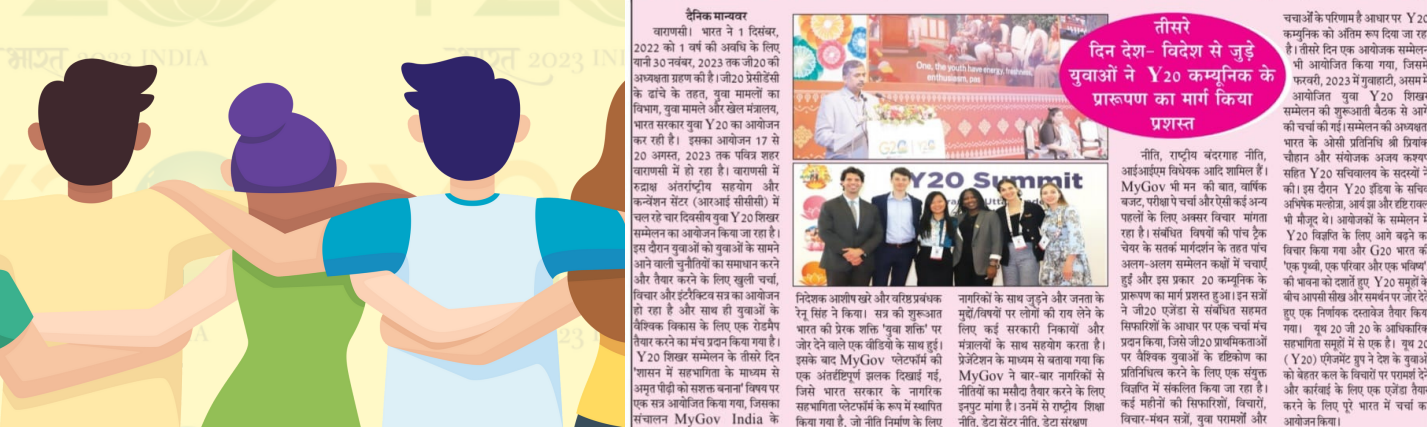 भारत 2023 INDIA
भारत 2023 INDIA
दैनिक मान्यवर
वाराणसी। भारत ने 1 दिसंबर,
2022 को 1 वर्ष की अवधि के लिए
यानी 30 नवंबर, 2023 तक जी20 की
अध्यक्षता ग्रहण की है।जी20 प्रेसीडेंसी
के ढांचे के तहत, युवा मामलों का
विभाग, युवा मामले और खेल मंत्रालय,
भारत सरकार युवा Y20 का आयोजन
कर रही है। इसका आयोजन 17 से
20 अगस्त, 2023 तक पवित्र शहर
वाराणसी में हो रहा है। वाराणसी में
रुद्राक्ष अंतर्राष्ट्रीय सहयोग और
कन्वेंशन सेंटर (आरआई सीसीसी) में
चल रहे चार दिवसीय युवा Y20 शिखर
सम्मेलन का आयोजन किया जा रहा है।
इस दौरान युवाओं को युवाओं के सामने
आने वाली चुनौतियों का समाधान करने
और तैयार करने के लिए खुली चर्चा,
विचार और इंटरैक्टिव सत्र का आयोजन
हो रहा है और साथ ही युवाओं के
वैश्विक विकास के लिए एक रोडमैप
तैयार करने का मंच प्रदान किया गया है।
Y20 शिखर सम्मेलन के तीसरे दिन
'शासन में सहभागिता के माध्यम से
अमृत पीढ़ी को सशक्त बनाना' विषय पर
एक सत्र आयोजित किया गया, जिसका
संचालन MyGov India के
One, the youth have energy, freshness,
enthusiasm, pas
G20
Y20 Summit
निदेशक आशीष खरे और वरिष्ठ प्रबंधक
रेनू सिंह ने किया। सत्र की शुरूआत
भारत की प्रेरक शक्ति 'युवा शक्ति' पर
जोर देने वाले एक वीडियो के साथ हुई।
इसके बाद MyGov प्लेटफॉर्म की
एक अंतर्दृष्टिपूर्ण झलक दिखाई गई,
जिसे भारत सरकार के नागरिक
सहभागिता प्लेटफॉर्म के रूप में स्थापित
किया गया है, जो नीति निर्माण के लिए
नागरिकों के साथ जुड़ने और जनता के
मुद्दों/विषयों पर लोगों की राय लेने के
लिए कई सरकारी निकायों और
मंत्रालयों के साथ सहयोग करता है।
प्रेजेंटेशन के माध्यम से बताया गया कि
MyGov ने बार-बार नागरिकों से
नीतियों का मसौदा तैयार करने के लिए
इनपुट मांगा है। उनमें से राष्ट्रीय शिक्षा
नीति, डेटा सेंटर नीति, डेटा संरक्षण
तीसरे
दिन देश- विदेश से जुड़े
युवाओं ने Y20 कम्यूनिक के
प्रारूपण का मार्ग किया
प्रशस्त
नीति, राष्ट्रीय बंदरगाह नीति,
आईआईएम विधेयक आदि शामिल हैं।
MyGov भी मन की बात, वार्षिक
बजट, परीक्षा पे चर्चा और ऐसी कई अन्य
पहलों के लिए अक्सर विचार मांगता
रहा है। संबंधित विषयों की पांच ट्रैक
चेयर के सतर्क मार्गदर्शन के तहत पांच
अलग-अलग सम्मेलन कक्षों में चर्चाएँ
हुई और इस प्रकार 20 कम्यूनिक के
प्रारूपण का मार्ग प्रशस्त हुआ। इन सत्रों
ने जी20 एजेंडा से संबंधित सहमत
सिफारिशों के आधार पर एक चर्चा मंच
प्रदान किया, जिसे जी20 प्राथमिकताओं
पर वैश्विक युवाओं के दृष्टिकोण का
प्रतिनिधित्व करने के लिए एक संयुक्त
विज्ञप्ति में संकलित किया जा रहा है।
कई महीनों की सिफारिशों, विचारों,
विचार-मंथन सत्रों, युवा परामर्शों और
चर्चाओं के परिणाम है आधार पर Y20
कम्युनिक को अंतिम रूप दिया जा रहा
है। तीसरे दिन एक आयोजक सम्मेलन
भी आयोजित किया गया, जिसमें
फरवरी, 2023 में गुवाहाटी, असम में
आयोजित युवा Y20 शिखर
सम्मेलन की शुरूआती बैठक से आगे
की चर्चा की गई। सम्मेलन की अध्यक्षता
भारत के ओसी प्रतिनिधि श्री प्रियांक
चौहान और संयोजक अजय कश्यप
सहित Y20 सचिवालय के सदस्यों ने
की। इस दौरान Y20 इंडिया के सचिव
अभिषेक मल्होत्रा, आर्य झा और दृष्टि रावल
भी मौजूद थे। आयोजकों के सम्मेलन में
Y20 विज्ञप्ति के लिए आगे बढ़ने का
विचार किया गया और G20 भारत की
'एक पृथ्वी, एक परिवार और एक भविष्य'
की भावना को दर्शाते हुए Y20 समूहों के
बीच आपसी सीख और समर्थन पर जोर देते
हुए एक निर्णायक दस्तावेज तैयार किया
गया। यूथ 20 जी 20 के आधिकारिक
सहभागिता समूहों में से एक है। यूथ 20
( Y20) एंगेजमेंट ग्रुप ने देश के युवाओं
को बेहतर कल के विचारों पर परामर्श देने
और कार्रवाई के लिए एक एजेंडा तैयार
करने के लिए पूरे भारत में चर्चा का
आयोजन किया।